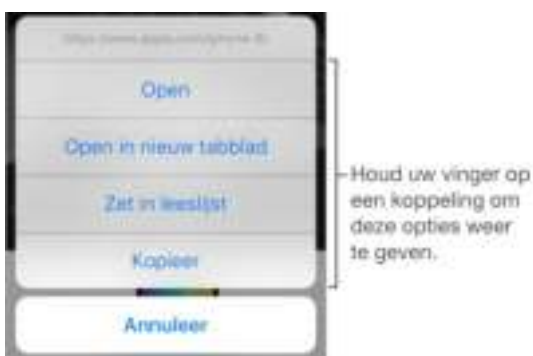 Open
Open in nieuw tabblad
Zet in leeslijst
Kopieer
Annuleer
Houd uw vinger op
een koppeling om
deze opties weer
te geven.